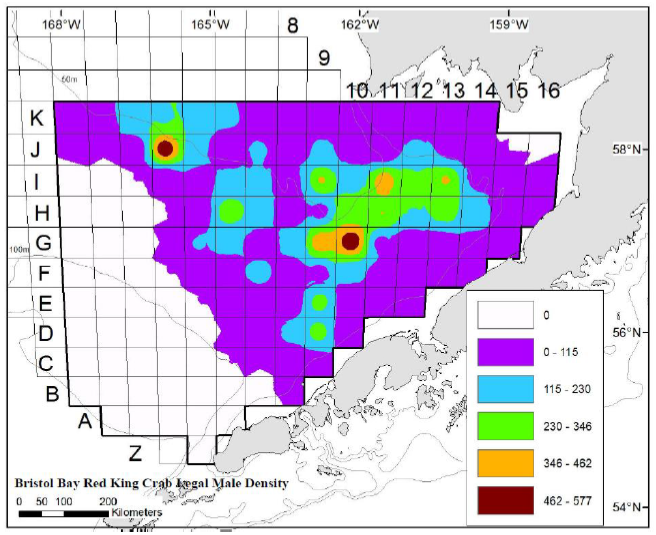 168°W 165°W 162°W 159°W
8
9
50m
10 11 12 13 14 15 16
K
J
58°N
I
H
G
100m
F
E
D
56°N
C
B
A
Z
0
0 - 115
115 - 230
230 - 346
346 - 462
462 - 577
Bristol Bay Red King Crab Legal Male Density
0 50 100 200
Kilometers
54°N